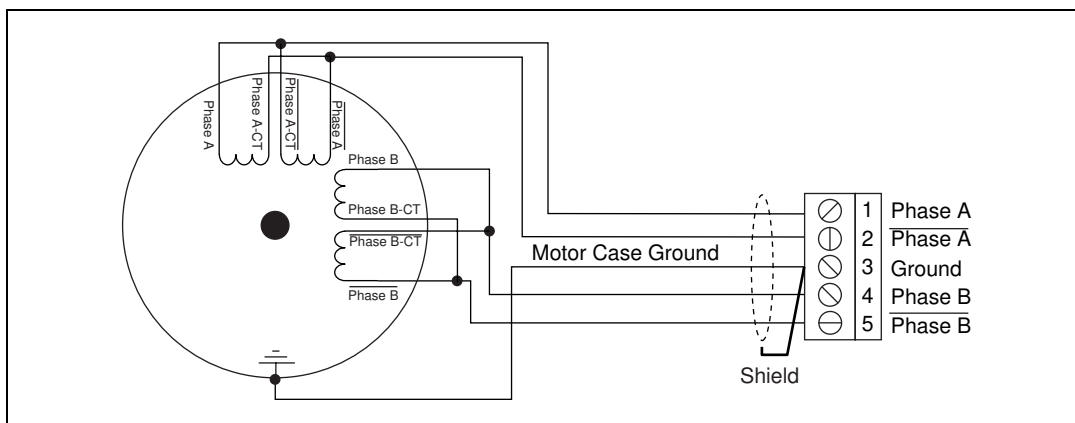 Phase A
Phase A-CT
Phase A-CT
Phase A
Phase B
Phase B-CT
Phase B-CT
Phase B
Motor Case Ground
Shield
1 Phase A
2 Phase A
3 Ground
4 Phase B
5 Phase B